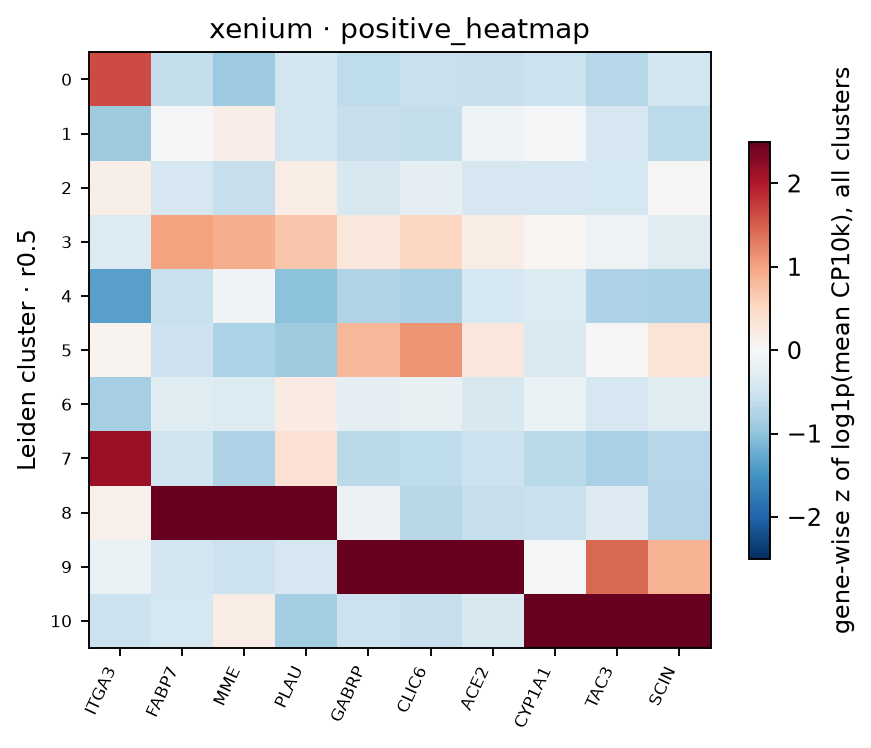 xenium · positive_heatmap
Leiden cluster · r0.5
0
1
2
3
4
5
6
7
8
9
10
ITGA3
FABP7
MME
PLAU
GABRP
CLIC6
ACE2
CYP1A1
TAC3
SCIN
2
1
0
−1
−2
gene-wise z of log1p(mean CP10k), all clusters